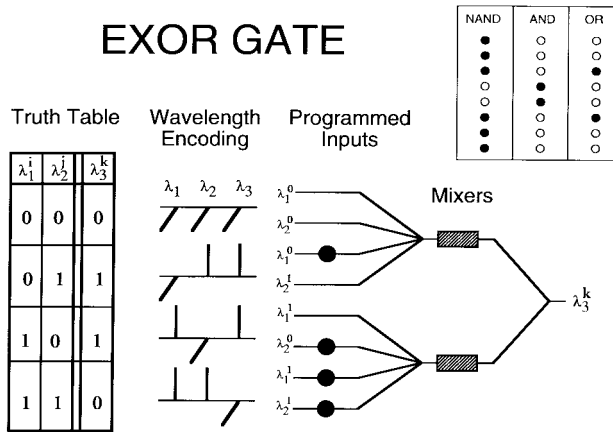 EXOR GATE
NAND AND OR
Truth Table
λ₁ⁱ λ₂ʲ λ₃ᵏ
0 0 0
0 1 1
1 0 1
1 1 0
Wavelength
Encoding
λ₁ λ₂ λ₃
Programmed
Inputs
λ₁⁰
λ₂⁰
λ₁⁰
λ₂¹
λ₁¹
λ₂⁰
λ₁¹
λ₂¹
Mixers
λ₃ᵏ